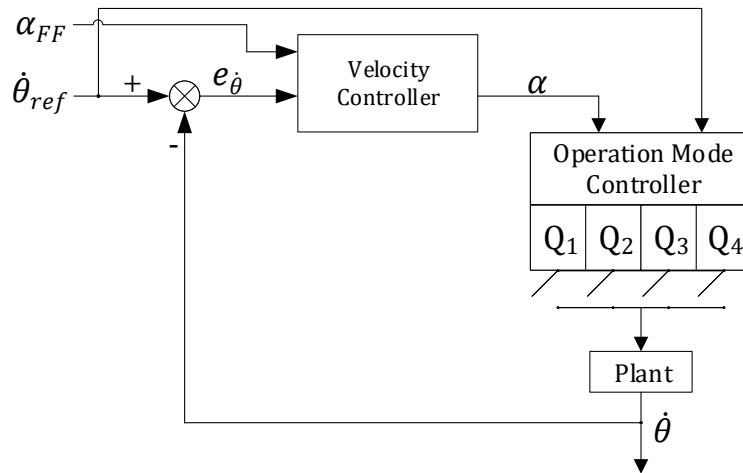 α_FF
θ̇_ref
+
-
e_θ̇
Velocity
Controller
α
Operation Mode
Controller
Q₁ Q₂ Q₃ Q₄
Plant
θ̇